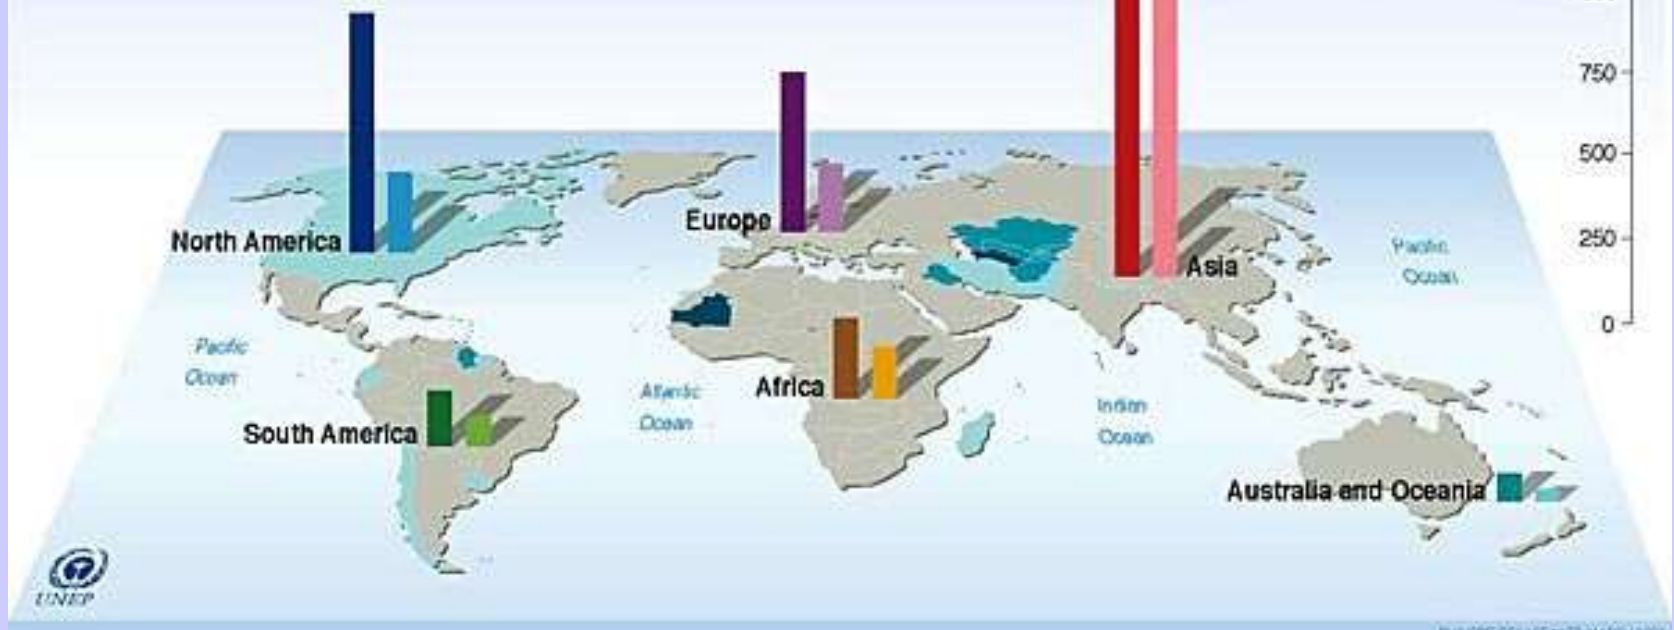 750
500
250
0
North America
Europe
Asia
Pacific
Ocean
Pacific
Ocean
Atlantic
Ocean
Africa
Indian
Ocean
South America
Australia and Oceania
UNEP